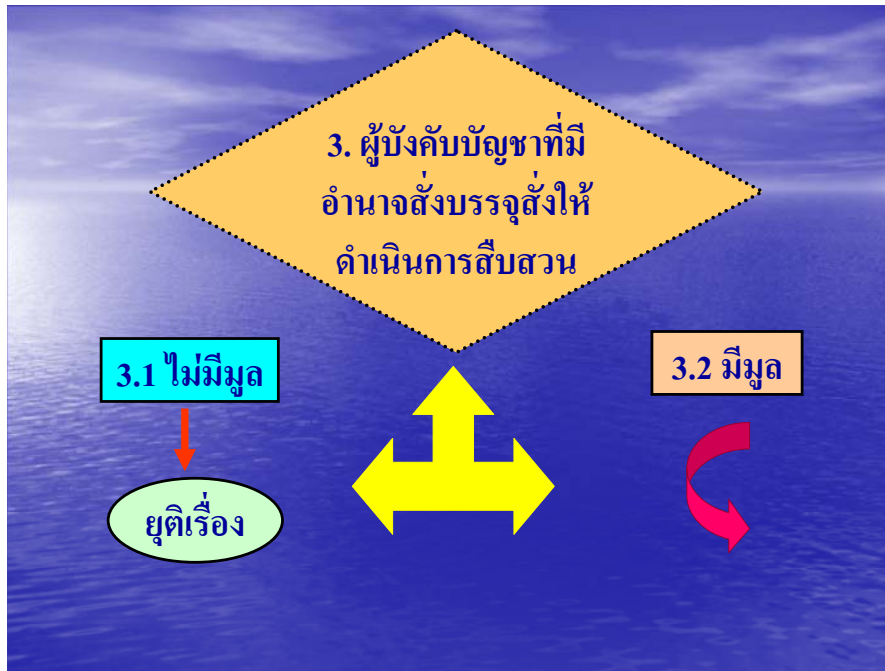 3. ผู้บังคับบัญชาที่มี
อำนาจสั่งบรรจุสั่งให้
ดำเนินการสืบสวน
3.1 ไม่มีมูล
3.2 มีมูล
ยุติเรื่อง